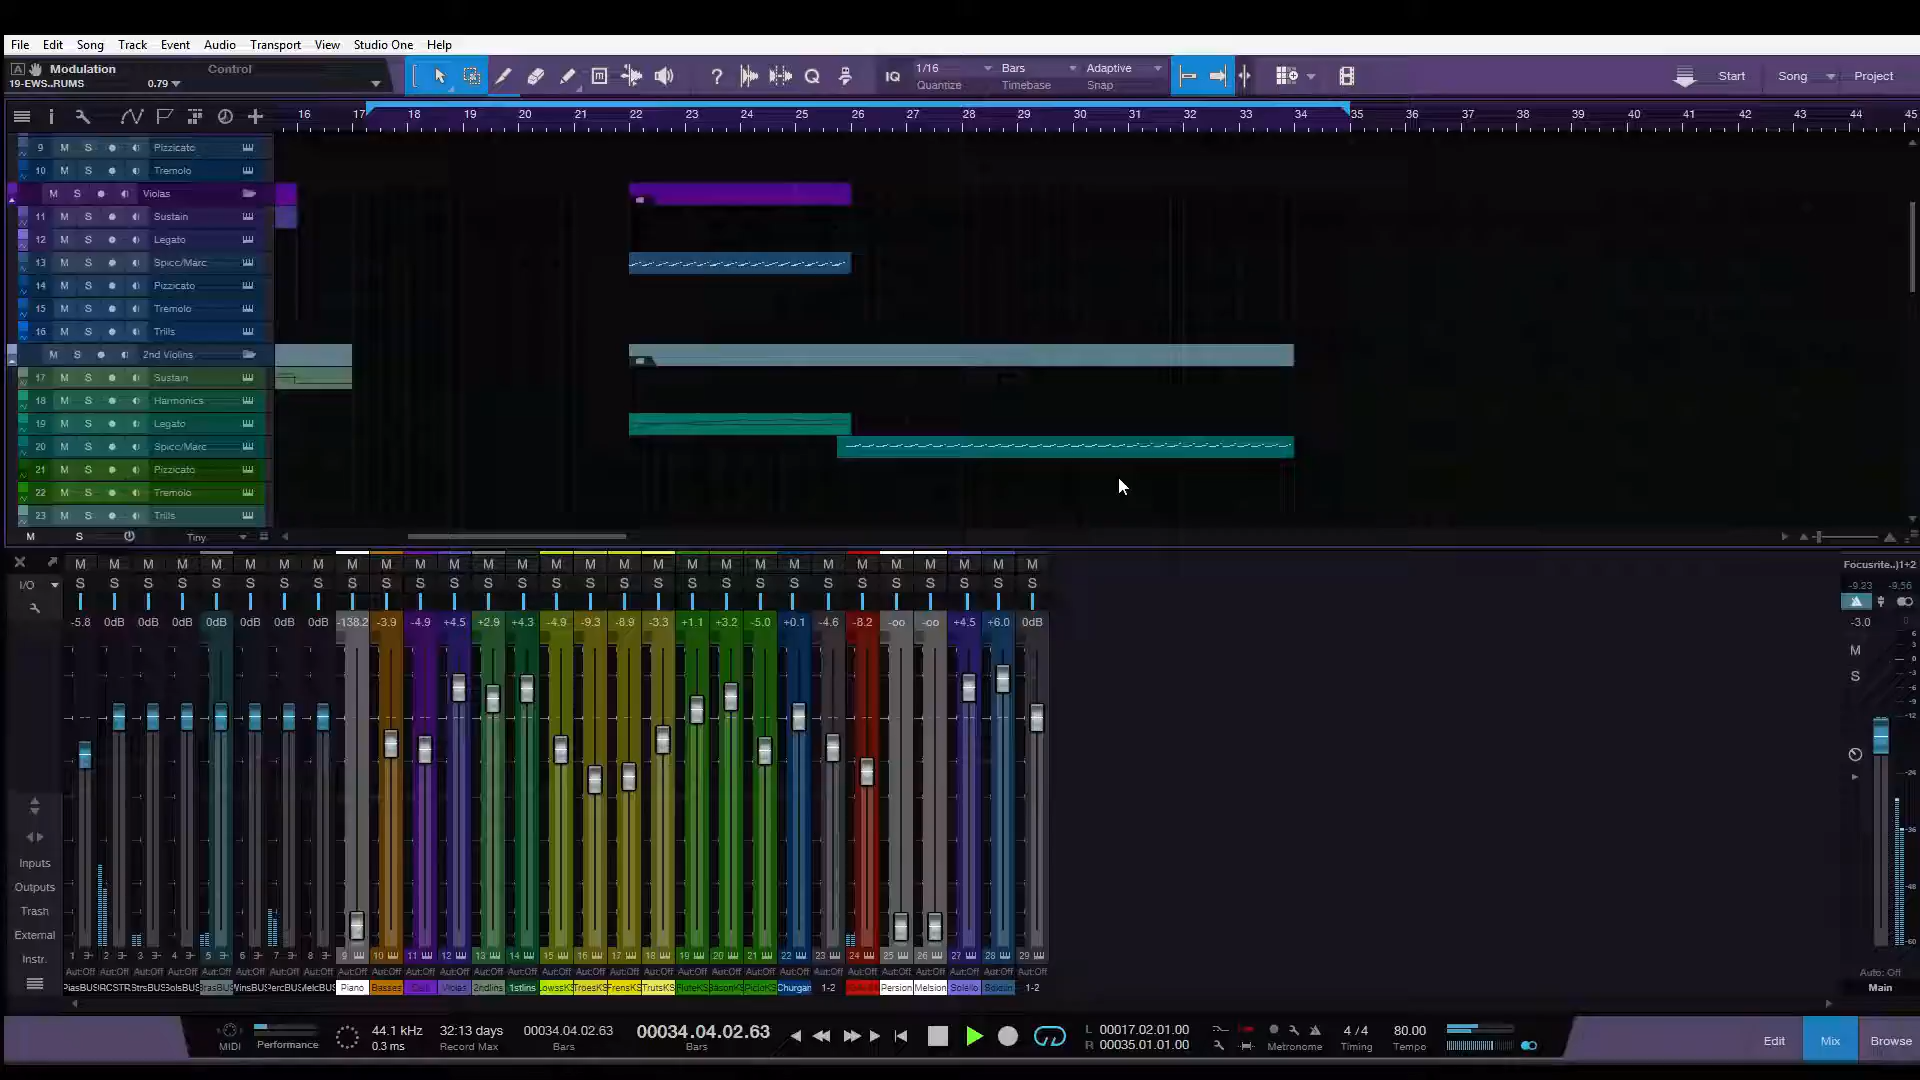 File Edit Song Track Event Audio Transport View Studio One Help
Modulation Control
19-EWS..RUMS 0.79
IQ 1/16 Bars Adaptive Start Song Project
Quantize Timebase Snap
16 17 18 19 20 21 22 23 24 25 26 27 28 29 30 31 32 33 34 35 36 37 38 39 40 41 42 43 44 45
9 M S Pizzicato
10 M S Tremolo
M S Violas
11 M S Sustain
12 M S Legato
13 M S Spicc/Marc
14 M S Pizzicato
15 M S Tremolo
16 M S Trills
M S 2nd Violins
17 M S Sustain
18 M S Harmonics
19 M S Legato
20 M S Spicc/Marc
21 M S Pizzicato
22 M S Tremolo
23 M S Trills
M S Tiny
M M M M M M M M M M M M M M M M M M M M M M M M M M M M M Focusrite..)1+2
I/O S S S S S S S S S S S S S S S S S S S S S S S S S S S S S -9.23 -9.56
-5.8 0dB 0dB 0dB 0dB 0dB 0dB 0dB -138.2 -3.9 -4.9 +4.5 +2.9 +4.3 -4.9 -9.3 -8.9 -3.3 +1.1 +3.2 -5.0 +0.1 -4.6 -8.2 -oo -oo +4.5 +6.0 0dB -3.0
M
S
6
3
0
-3
-6
-9
-12
-24
-36
-48
-60
Inputs
Outputs
Trash
External
Instr.
1 2 3 4 5 6 7 8 9 10 11 12 13 14 15 16 17 18 19 20 21 22 23 24 25 26 27 28 29
Aut:Off Aut:Off Aut:Off Aut:Off Aut:Off Aut:Off Aut:Off Aut:Off Aut:Off Aut:Off Aut:Off Aut:Off Aut:Off Aut:Off Aut:Off Aut:Off Aut:Off Aut:Off Aut:Off Aut:Off Aut:Off Aut:Off Aut:Off Aut:Off Aut:Off Aut:Off Aut:Off Aut:Off Aut:Off Auto: Off
Piano Basses Violas 2ndlins 1stlins Churgan 1-2 Persion Melsion 1-2 Main
MIDI Performance
44.1 kHz
0.3 ms
32:13 days
Record Max
00034.04.02.63
Bars
00034.04.02.63
Bars
L 00017.02.01.00
R 00035.01.01.00
Metronome
4 / 4
Timing
80.00
Tempo
Edit Mix Browse